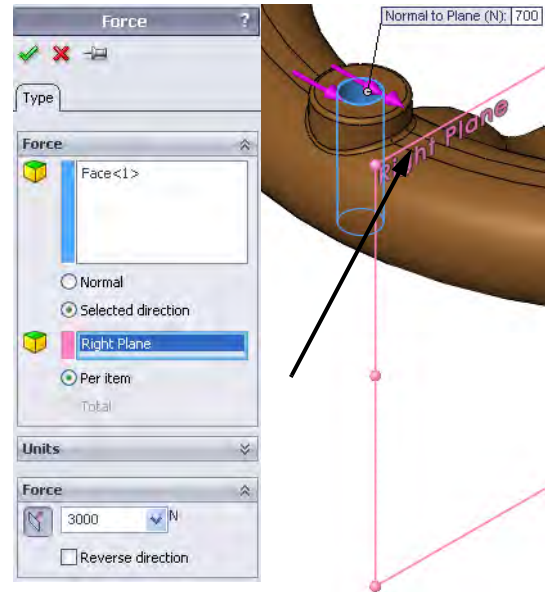 Force ?
Type
Force
Face<1>
Normal
Selected direction
Right Plane
Per item
Total
Units
Force
3000 N
Reverse direction
Normal to Plane (N): 700
Right Plane